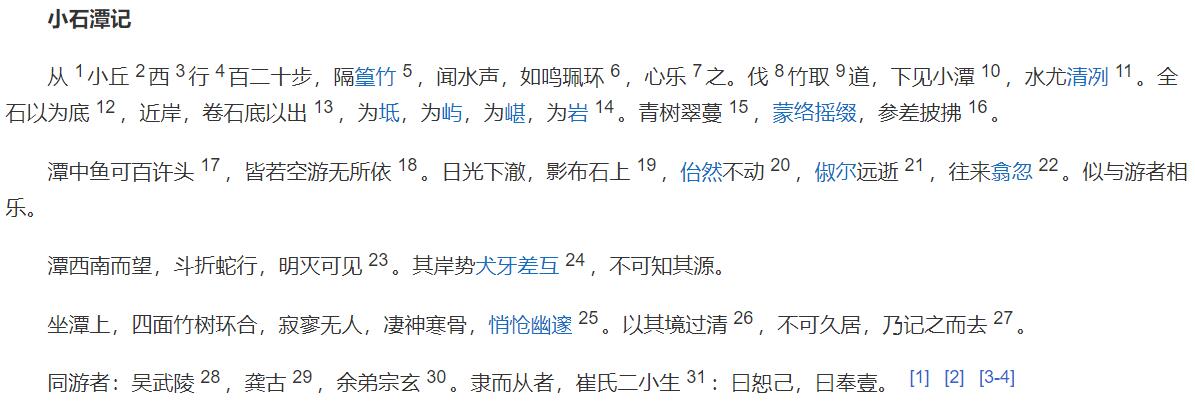 小石潭记
从 1小丘 2西 3行 4百二十步，隔篁竹 5，闻水声，如鸣珮环 6，心乐 7之。伐 8竹取 9道，下见小潭 10，水尤清冽 11。全
石以为底 12，近岸，卷石底以出 13，为坻，为屿，为嵁，为岩 14。青树翠蔓 15，蒙络摇缀，参差披拂 16。
潭中鱼可百许头 17，皆若空游无所依 18。日光下澈，影布石上 19，佁然不动 20，俶尔远逝 21，往来翕忽 22。似与游者相
乐。
潭西南而望，斗折蛇行，明灭可见 23。其岸势犬牙差互 24，不可知其源。
坐潭上，四面竹树环合，寂寥无人，凄神寒骨，悄怆幽邃 25。以其境过清 26，不可久居，乃记之而去 27。
同游者：吴武陵 28，龚古 29，余弟宗玄 30。隶而从者，崔氏二小生 31：曰恕己，曰奉壹。 [1] [2] [3-4]